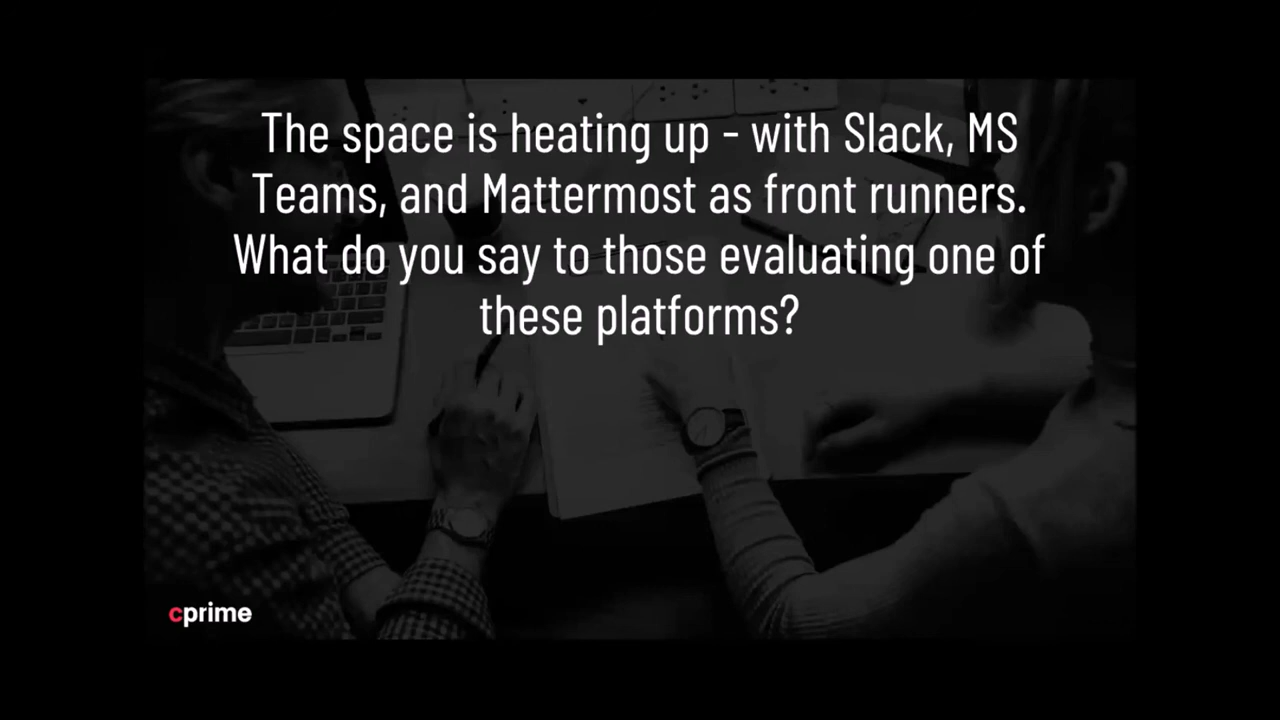 The space is heating up - with Slack, MS
Teams, and Mattermost as front runners.
What do you say to those evaluating one of
these platforms?
cprime